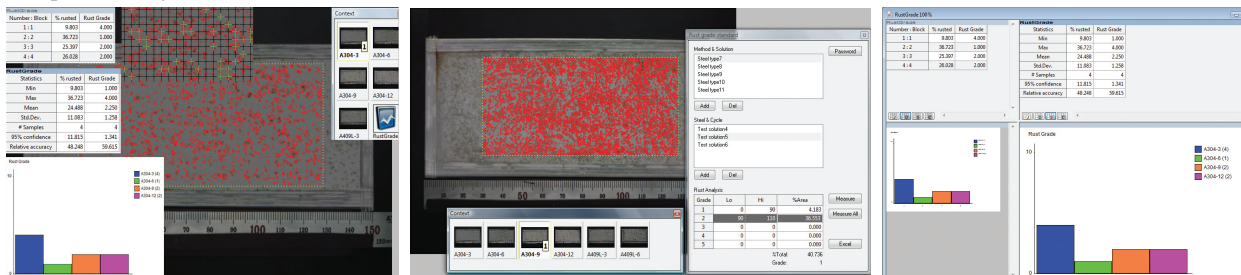 RustGrade
Number : Block % rusted Rust Grade
1 : 1 9.803 4.000
2 : 2 36.723 1.000
3 : 3 25.397 2.000
4 : 4 26.028 2.000
RustGrade
Statistics % rusted Rust Grade
Min 9.803 1.000
Max 36.723 4.000
Mean 24.488 2.250
Std.Dev. 11.083 1.258
# Samples 4 4
95% confidence 11.815 1.341
Relative accuracy 48.248 59.615
Rust Grade
10
A304-3 (4)
A304-6 (1)
A304-9 (2)
A304-12 (2)
0
Context
A304-3
1
A304-6
A304-9
A304-12
A409L-3
RustGrade
80 90 100 110 120 130 140 150
Context
A304-3 A304-6 A304-9 1 A304-12 A409L-3 A409L-6
Rust grade standard
Method & Solution
Password
Steel type7
Steel type8
Steel type9
Steel type10
Steel type11
Add Del
Steel & Cycle
Test solution4
Test solution5
Test solution6
Add Del
Rust Analysis
Grade Lo Hi %Area
1 0 90 4.183
2 90 110 36.553
3 0 0 0.000
4 0 0 0.000
5 0 0 0.000
%Total 40.736
Grade: 1
Measure
Measure All
Excel
RustGrade 100%
RustGrade
Number : Block % rusted Rust Grade
1 : 1 9.803 4.000
2 : 2 36.723 1.000
3 : 3 25.397 2.000
4 : 4 26.028 2.000
RustGrade
Statistics % rusted Rust Grade
Min 9.803 1.000
Max 36.723 4.000
Mean 24.488 2.250
Std.Dev. 11.083 1.258
# Samples 4 4
95% confidence 11.815 1.341
Relative accuracy 48.248 59.615
Rust Grade
10
A304-3 (4)
A304-6 (1)
A304-9 (2)
A304-12 (2)
0